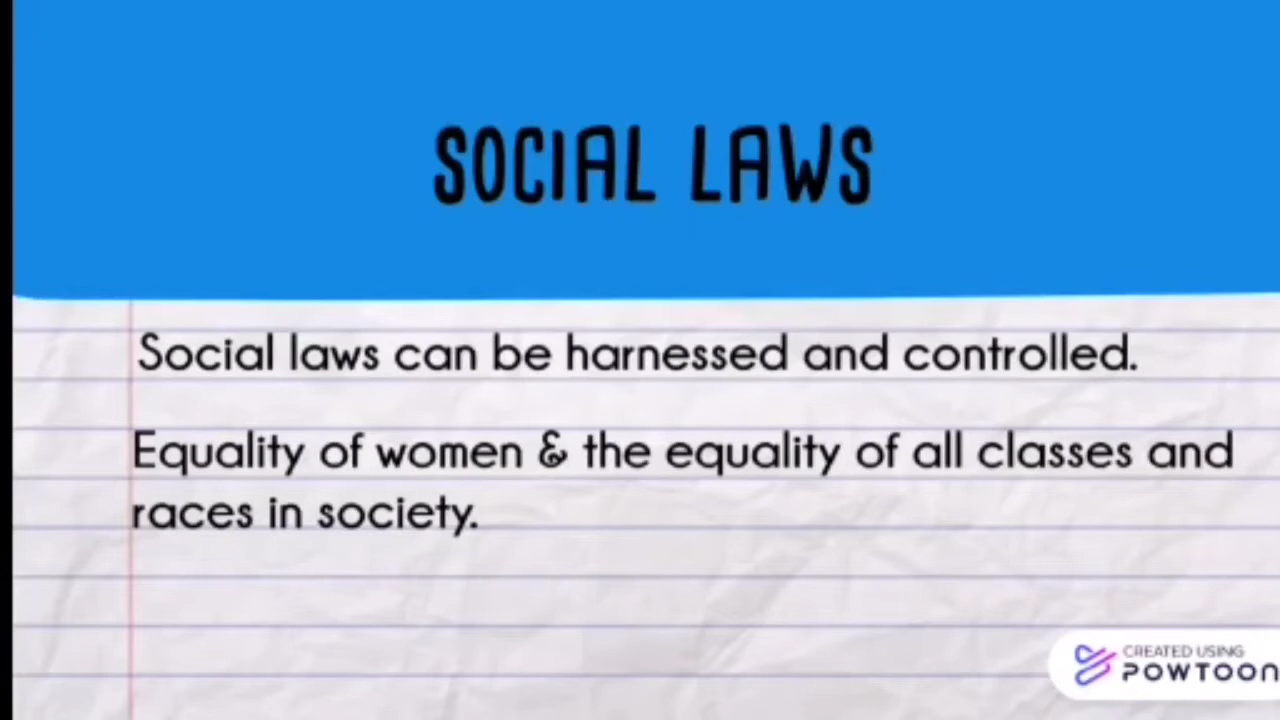 SOCIAL LAWS
Social laws can be harnessed and controlled.
Equality of women & the equality of all classes and
races in society.
CREATED USING
POWTOON